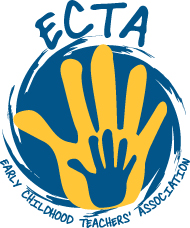 ECTA
EARLY CHILDHOOD TEACHERS' ASSOCIATION